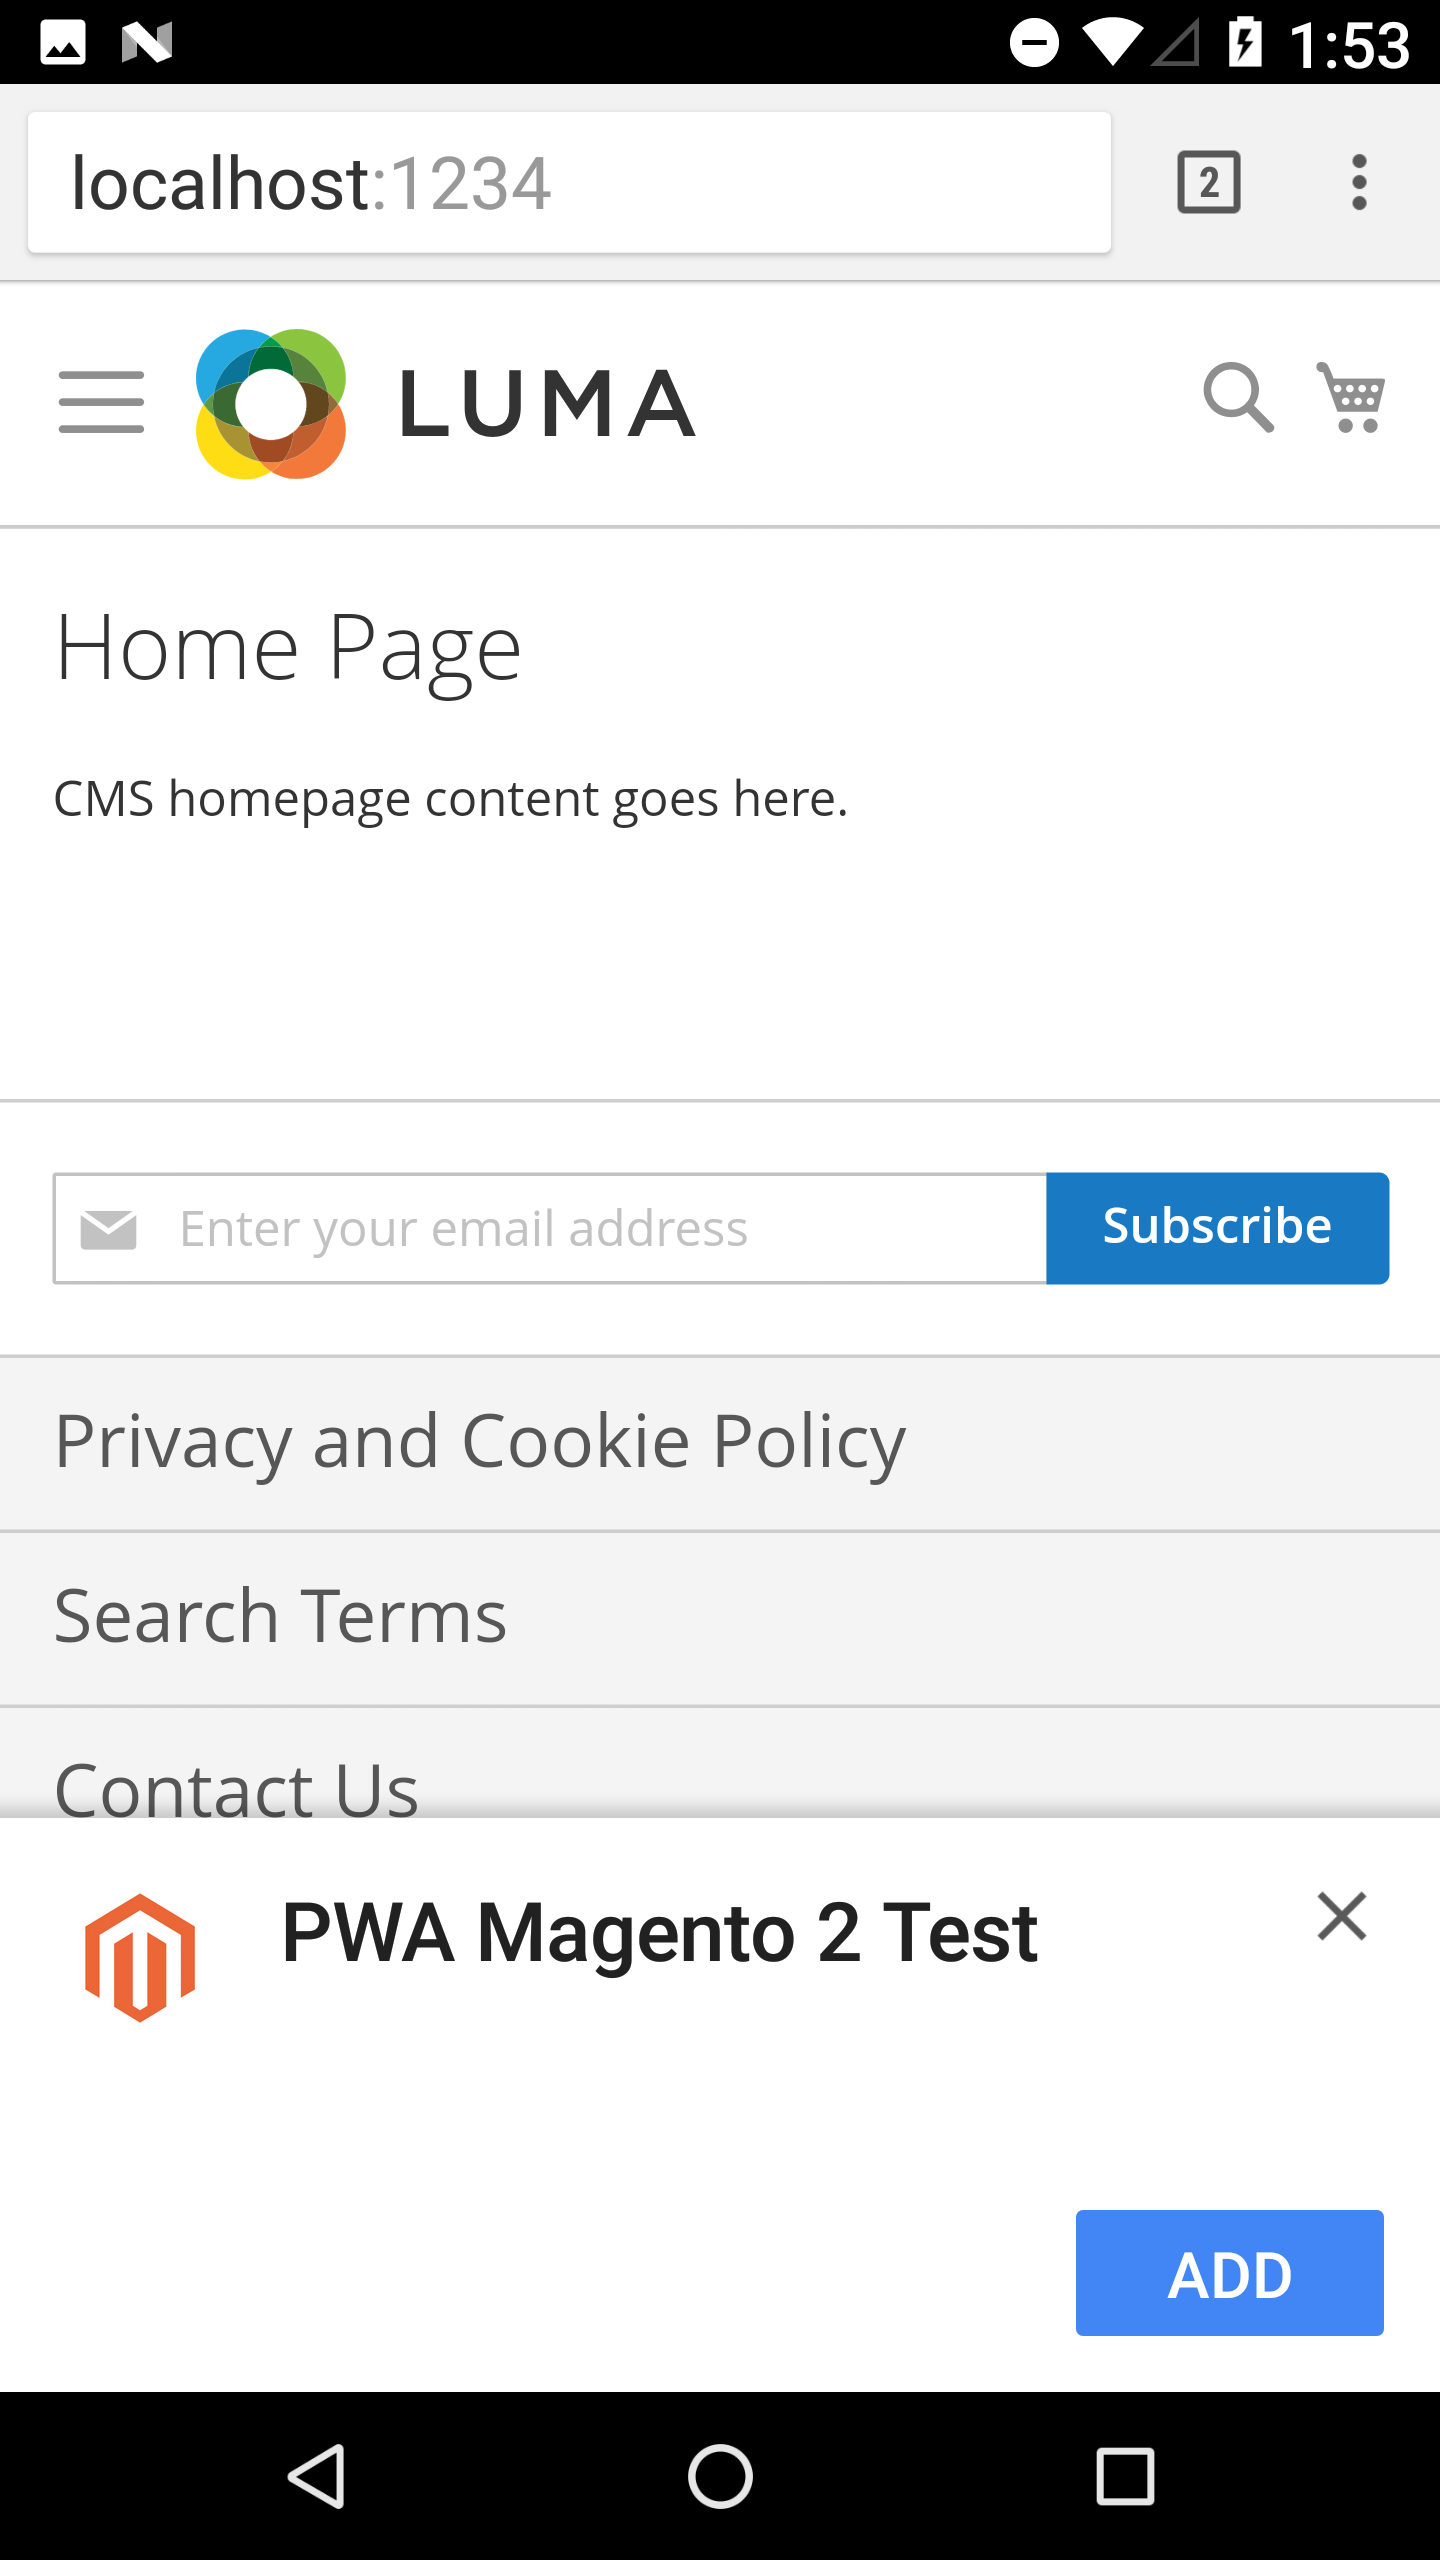 1:53
localhost:1234
2
LUMA
Home Page
CMS homepage content goes here.
Enter your email address
Subscribe
Privacy and Cookie Policy
Search Terms
Contact Us
PWA Magento 2 Test
ADD